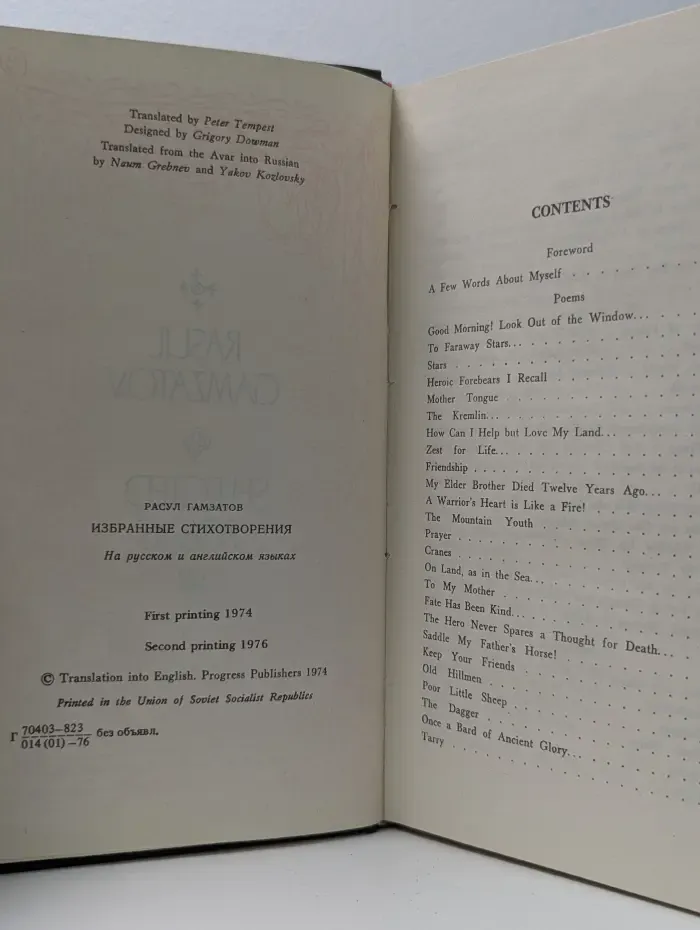 Translated by Peter Tempest
Designed by Grigory Dowman
Translated from the Avar into Russian
by Naum Grebnev and Yakov Kozlovsky
RASUL
GAMZATOV
РАСУЛ ГАМЗАТОВ
ИЗБРАННЫЕ СТИХОТВОРЕНИЯ
На русском и английском языках
First printing 1974
Second printing 1976
© Translation into English. Progress Publishers 1974
Printed in the Union of Soviet Socialist Republics
Г 70403–823
014(01)–76 без объявл.
CONTENTS
Foreword
A Few Words About Myself . . . . . . . .
Poems
Good Morning! Look Out of the Window... . . . .
To Faraway Stars... . . . . . . . . . . .
Stars . . . . . . . . . . . . . . .
Heroic Forebears I Recall . . . . . . . . .
Mother Tongue . . . . . . . . . . . .
The Kremlin... . . . . . . . . . . . .
How Can I Help but Love My Land... . . . . .
Zest for Life... . . . . . . . . . . . .
Friendship . . . . . . . . . . . . . .
My Elder Brother Died Twelve Years Ago... . . .
A Warrior's Heart is Like a Fire! . . . . . . .
The Mountain Youth . . . . . . . . . .
Prayer . . . . . . . . . . . . . . .
Cranes . . . . . . . . . . . . . . .
On Land, as in the Sea... . . . . . . . . .
To My Mother . . . . . . . . . . . .
Fate Has Been Kind... . . . . . . . . . .
The Hero Never Spares a Thought for Death... . .
Saddle My Father's Horse! . . . . . . . . .
Keep Your Friends . . . . . . . . . . .
Old Hillmen . . . . . . . . . . . . .
Poor Little Sheep . . . . . . . . . . .
The Dagger . . . . . . . . . . . . .
Once a Bard of Ancient Glory... . . . . . . .
Tarry . . . . . . . . . . . . . . .